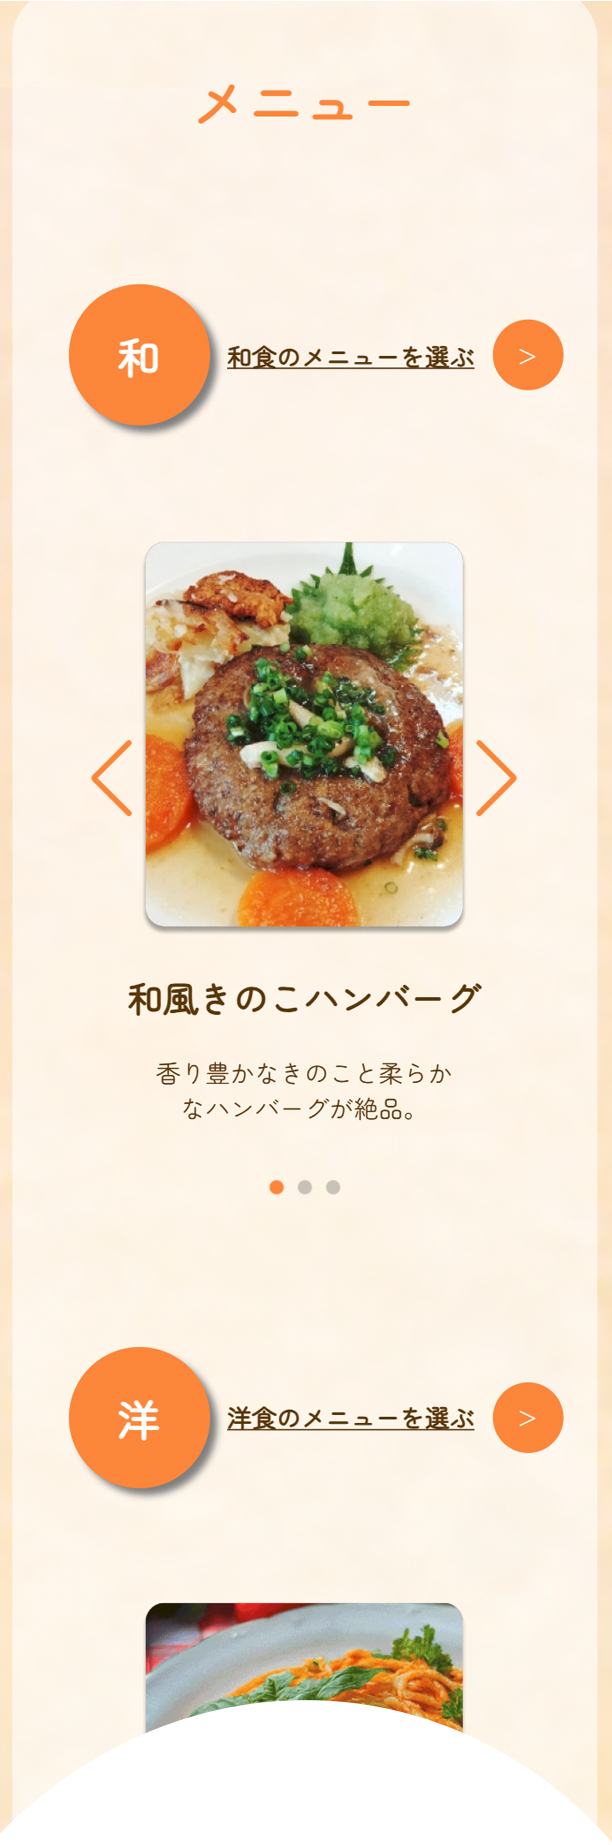 メニュー
和
和食のメニューを選ぶ
>
和風きのこハンバーグ
香り豊かなきのこと柔らか
なハンバーグが絶品。
洋
洋食のメニューを選ぶ
>